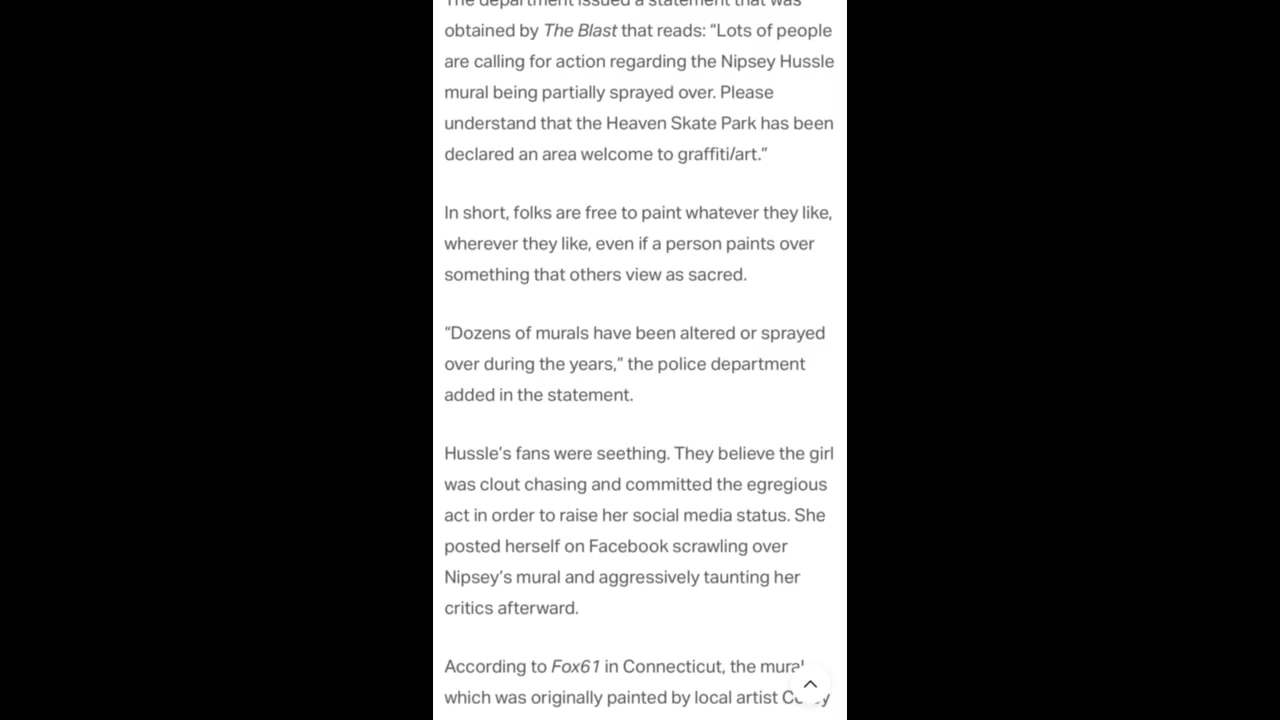 The department issued a statement that was
obtained by The Blast that reads: “Lots of people
are calling for action regarding the Nipsey Hussle
mural being partially sprayed over. Please
understand that the Heaven Skate Park has been
declared an area welcome to graffiti/art.”
In short, folks are free to paint whatever they like,
wherever they like, even if a person paints over
something that others view as sacred.
“Dozens of murals have been altered or sprayed
over during the years,” the police department
added in the statement.
Hussle’s fans were seething. They believe the girl
was clout chasing and committed the egregious
act in order to raise her social media status. She
posted herself on Facebook scrawling over
Nipsey’s mural and aggressively taunting her
critics afterward.
According to Fox61 in Connecticut, the mural
which was originally painted by local artist